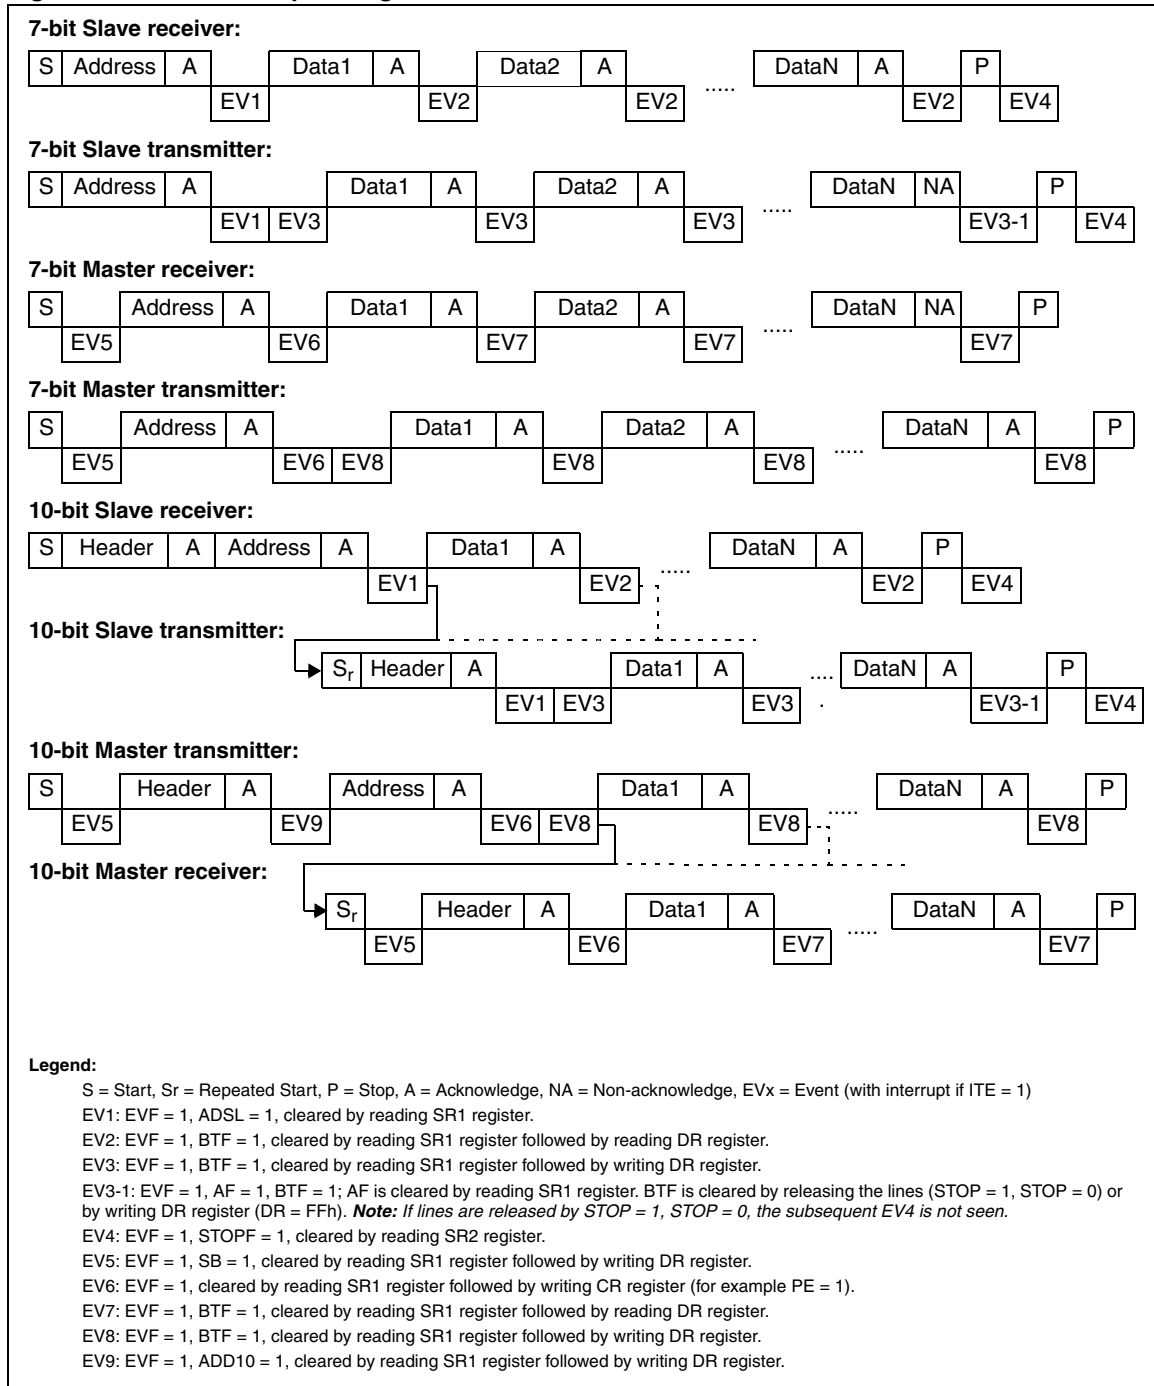 7-bit Slave receiver:
S Address A Data1 A Data2 A ..... DataN A P
EV1 EV2 EV2 EV2 EV4
7-bit Slave transmitter:
S Address A Data1 A Data2 A ..... DataN NA P
EV1 EV3 EV3 EV3 EV3-1 EV4
7-bit Master receiver:
S Address A Data1 A Data2 A ..... DataN NA P
EV5 EV6 EV7 EV7 EV7
7-bit Master transmitter:
S Address A Data1 A Data2 A ..... DataN A P
EV5 EV6 EV8 EV8 EV8 EV8
10-bit Slave receiver:
S Header A Address A Data1 A ..... DataN A P
EV1 EV2 EV2 EV4
10-bit Slave transmitter:
Sr Header A Data1 A .... DataN A P
EV1 EV3 EV3 . EV3-1 EV4
10-bit Master transmitter:
S Header A Address A Data1 A ..... DataN A P
EV5 EV9 EV6 EV8 EV8 EV8
10-bit Master receiver:
Sr Header A Data1 A ..... DataN A P
EV5 EV6 EV7 EV7
Legend:
S = Start, Sr = Repeated Start, P = Stop, A = Acknowledge, NA = Non-acknowledge, EVx = Event (with interrupt if ITE = 1)
EV1: EVF = 1, ADSL = 1, cleared by reading SR1 register.
EV2: EVF = 1, BTF = 1, cleared by reading SR1 register followed by reading DR register.
EV3: EVF = 1, BTF = 1, cleared by reading SR1 register followed by writing DR register.
EV3-1: EVF = 1, AF = 1, BTF = 1; AF is cleared by reading SR1 register. BTF is cleared by releasing the lines (STOP = 1, STOP = 0) or
by writing DR register (DR = FFh). Note: If lines are released by STOP = 1, STOP = 0, the subsequent EV4 is not seen.
EV4: EVF = 1, STOPF = 1, cleared by reading SR2 register.
EV5: EVF = 1, SB = 1, cleared by reading SR1 register followed by writing DR register.
EV6: EVF = 1, cleared by reading SR1 register followed by writing CR register (for example PE = 1).
EV7: EVF = 1, BTF = 1, cleared by reading SR1 register followed by reading DR register.
EV8: EVF = 1, BTF = 1, cleared by reading SR1 register followed by writing DR register.
EV9: EVF = 1, ADD10 = 1, cleared by reading SR1 register followed by writing DR register.